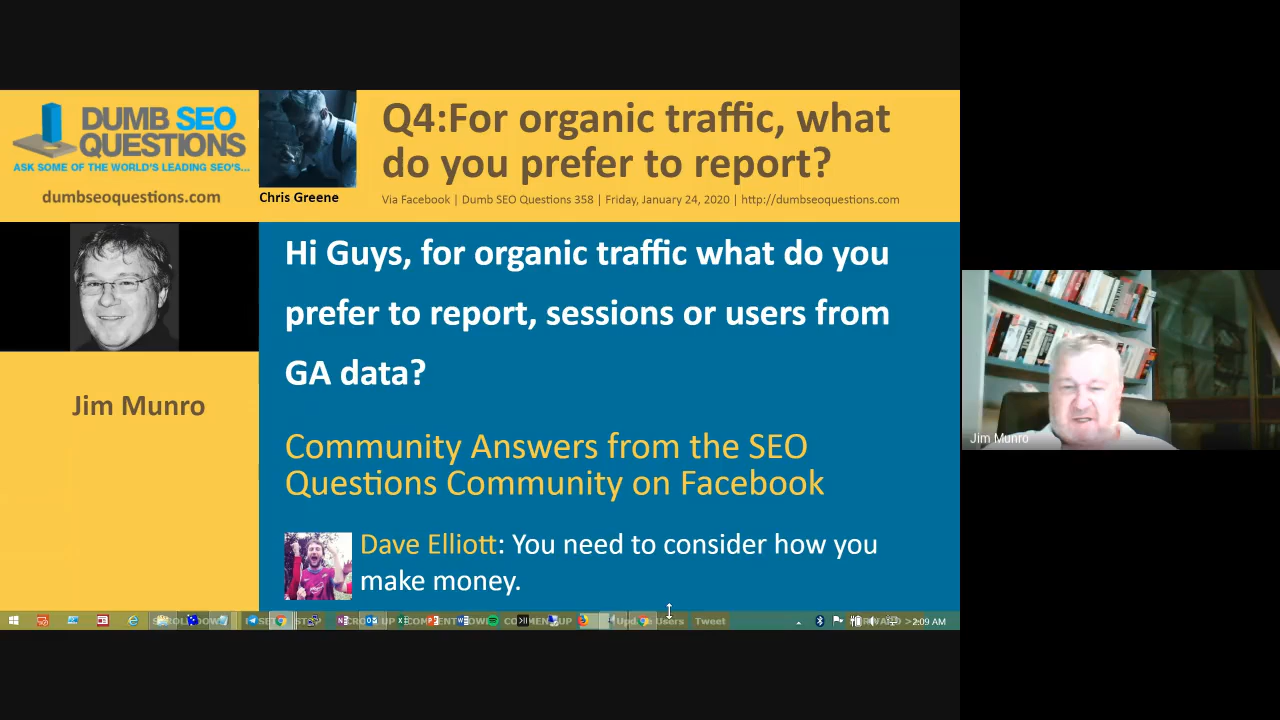 DUMB SEO
QUESTIONS
ASK SOME OF THE WORLD'S LEADING SEO'S...
dumbseoquestions.com
Chris Greene
Q4:For organic traffic, what
do you prefer to report?
Via Facebook | Dumb SEO Questions 358 | Friday, January 24, 2020 | http://dumbseoquestions.com
Jim Munro
Hi Guys, for organic traffic what do you
prefer to report, sessions or users from
GA data?
Community Answers from the SEO
Questions Community on Facebook
Dave Elliott: You need to consider how you
make money.
Users Tweet
2:09 AM
Jim Munro